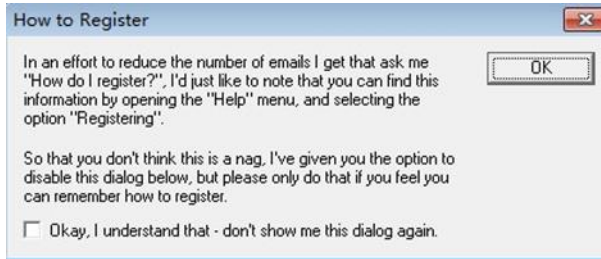 How to Register
In an effort to reduce the number of emails I get that ask me
"How do I register?", I'd just like to note that you can find this
information by opening the "Help" menu, and selecting the
option "Registering".
OK
So that you don't think this is a nag, I've given you the option to
disable this dialog below, but please only do that if you feel you
can remember how to register.
Okay, I understand that - don't show me this dialog again.